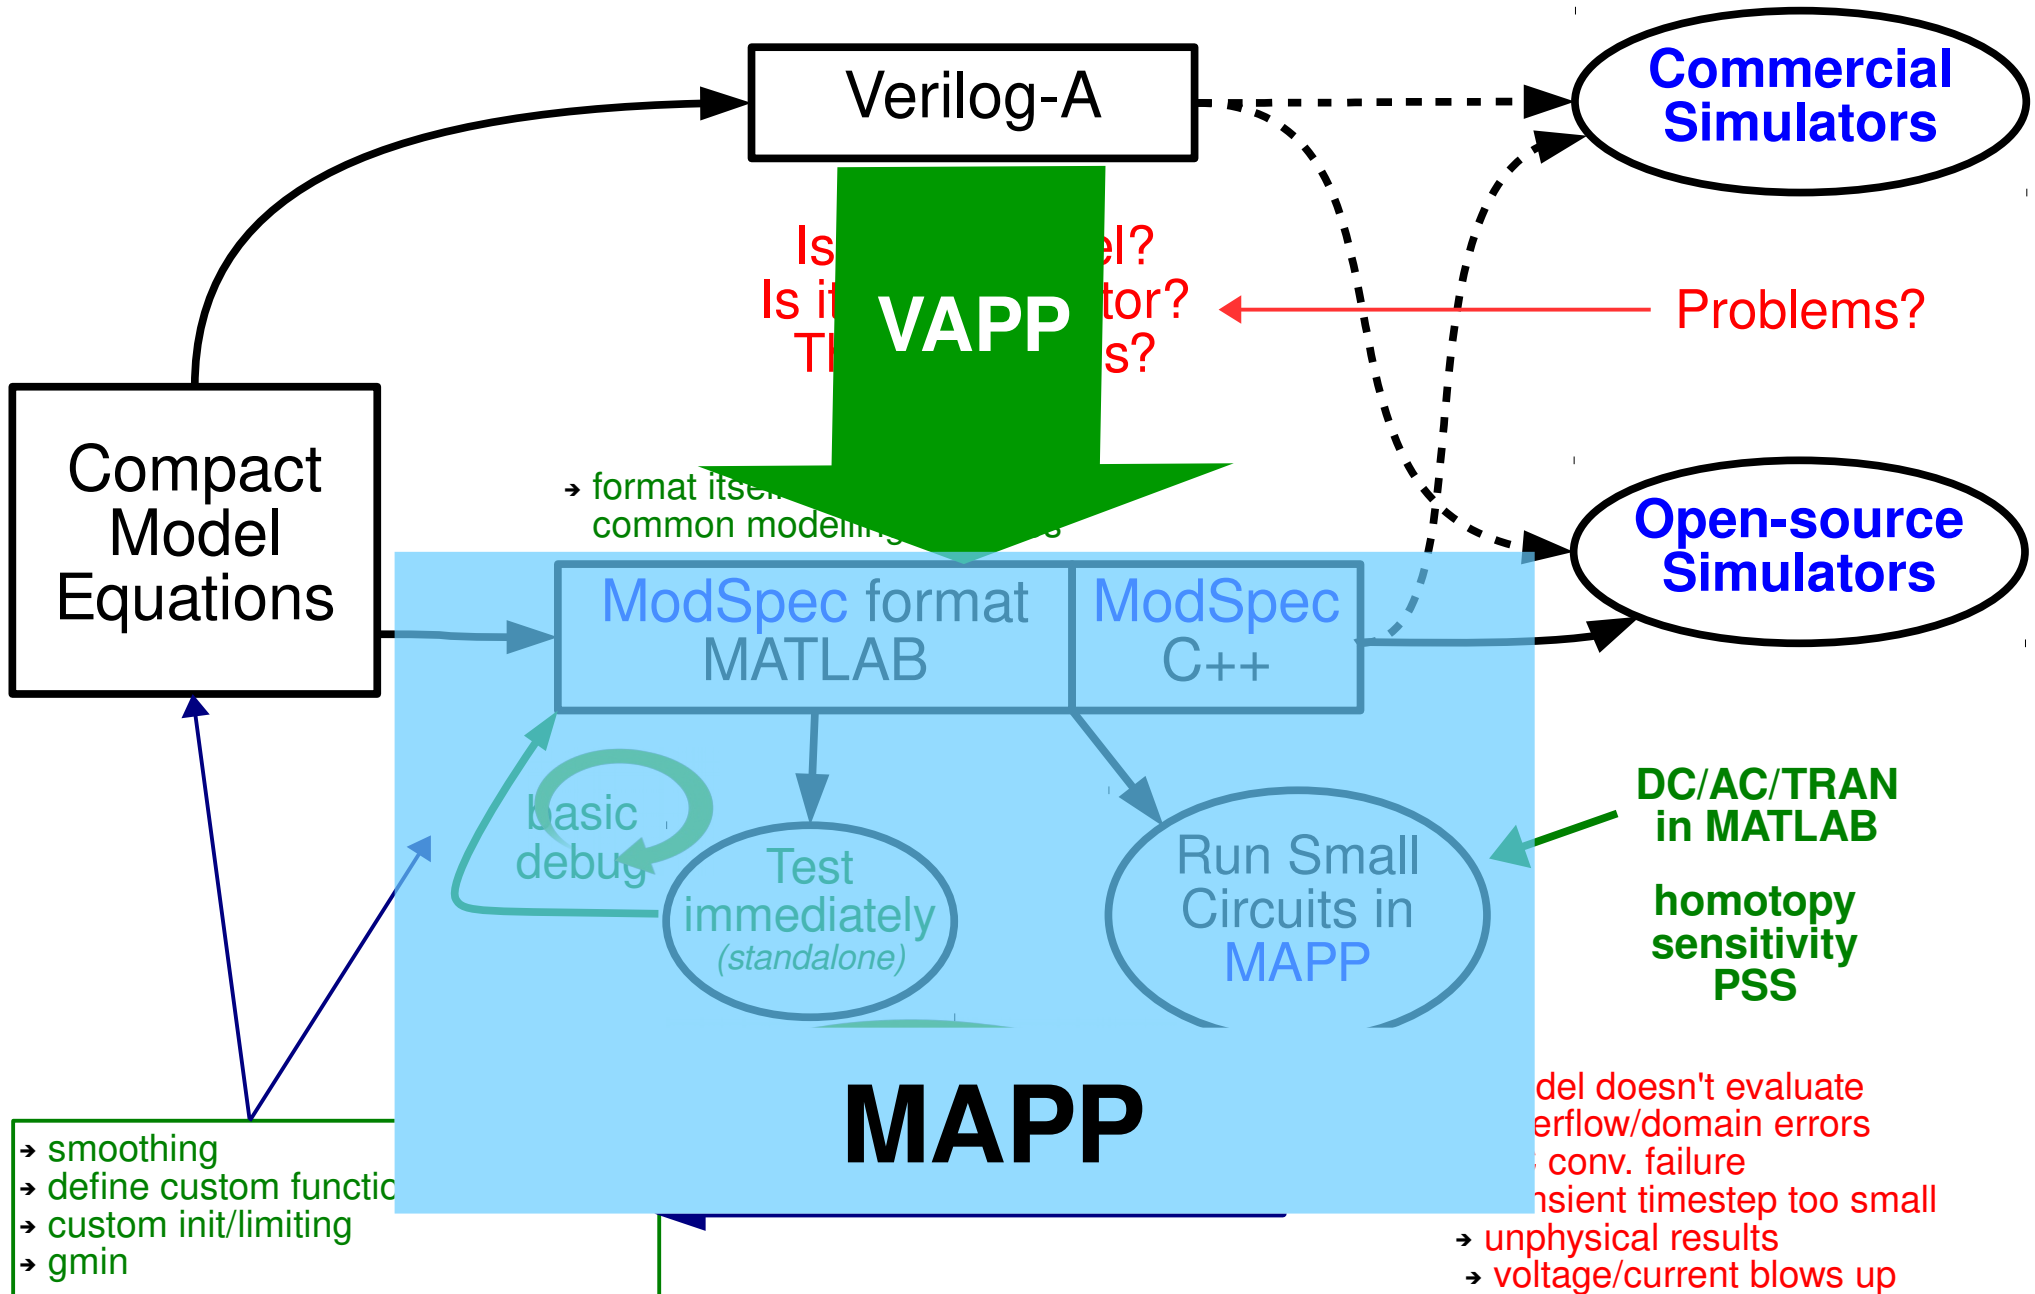 Verilog-A
Commercial
Simulators
Is el?
Is it tor?
s?
VAPP
Problems?
Compact
Model
Equations
➔ format
common modelling
Open-source
Simulators
ModSpec format
MATLAB
ModSpec
C++
basic
debug
Test
immediately
(standalone)
Run Small
Circuits in
MAPP
DC/AC/TRAN
in MATLAB
homotopy
sensitivity
PSS
MAPP
➔ smoothing
➔ define custom functio
➔ custom init/limiting
➔ gmin
del doesn't evaluate
erflow/domain errors
conv. failure
nsient timestep too small
➔ unphysical results
➔ voltage/current blows up